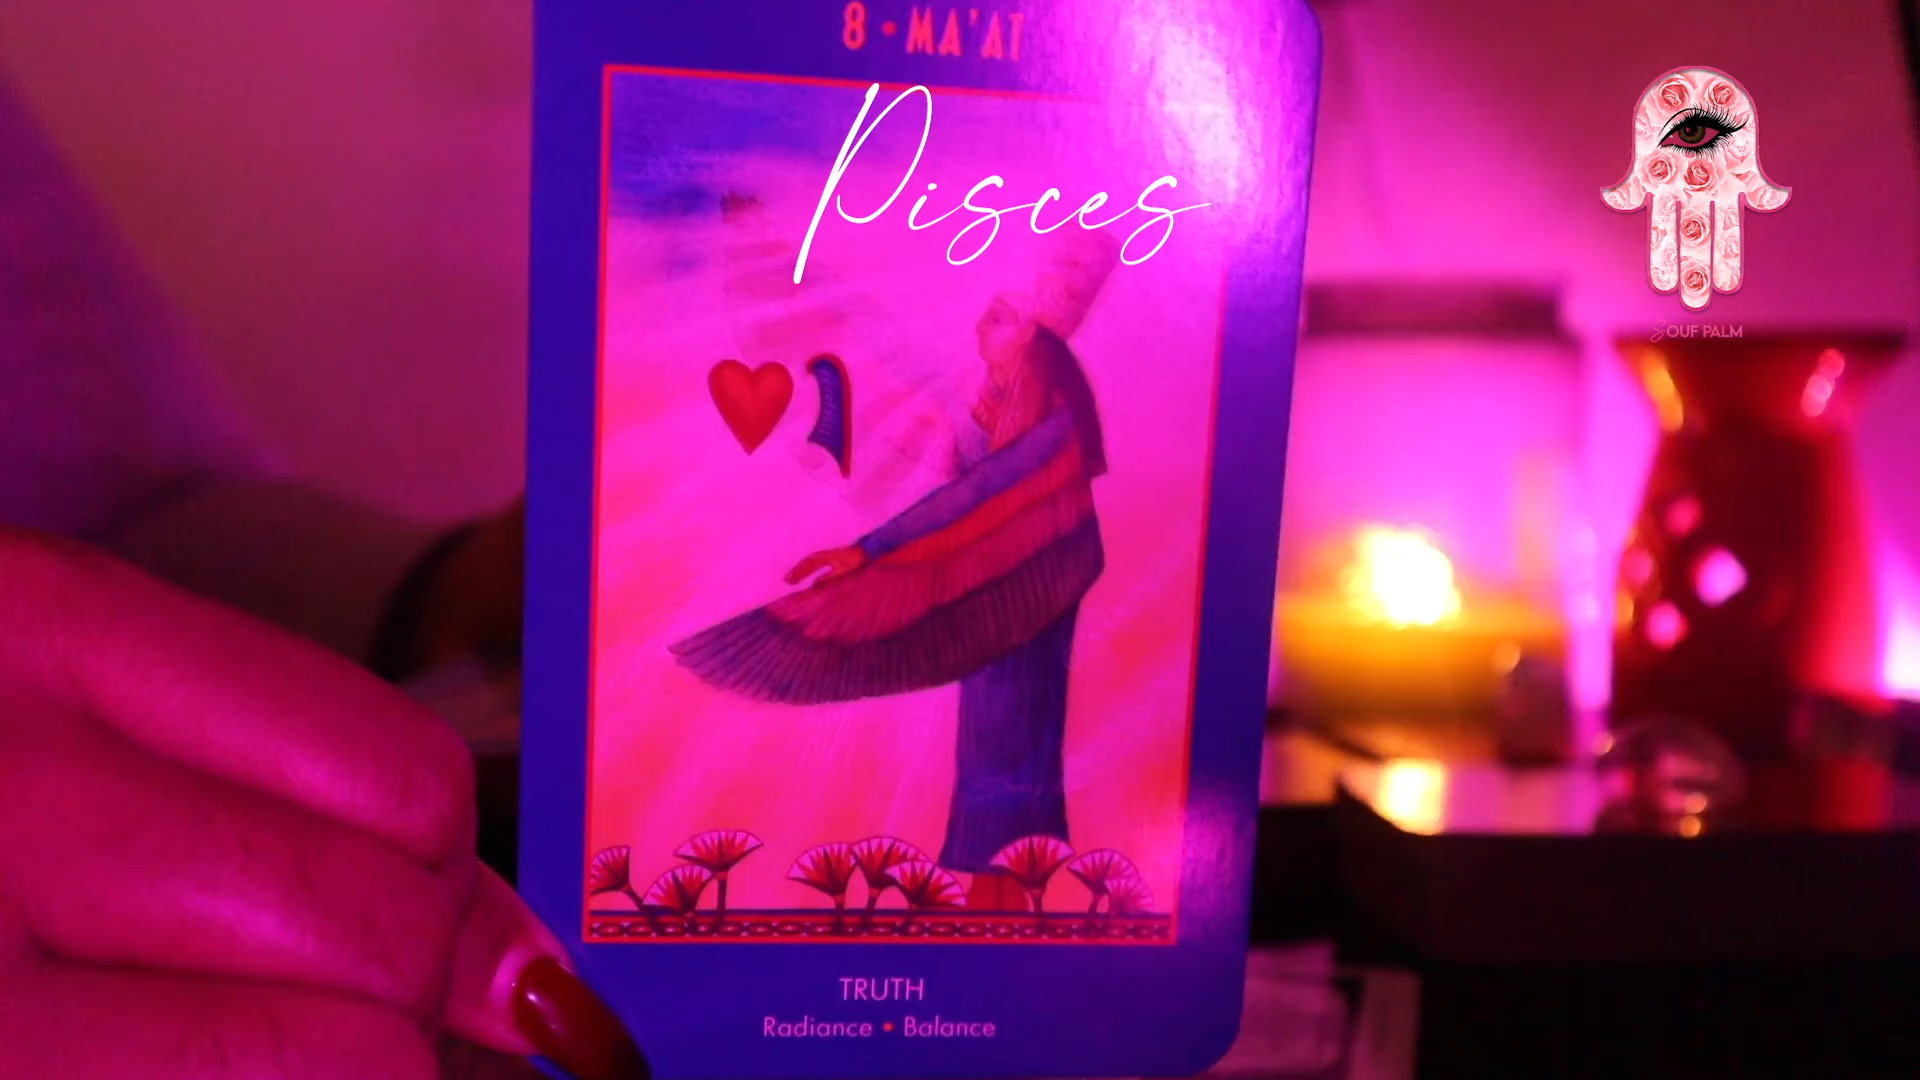 8 • MA'AT
Pisces
SOUF PALM
TRUTH
Radiance • Balance